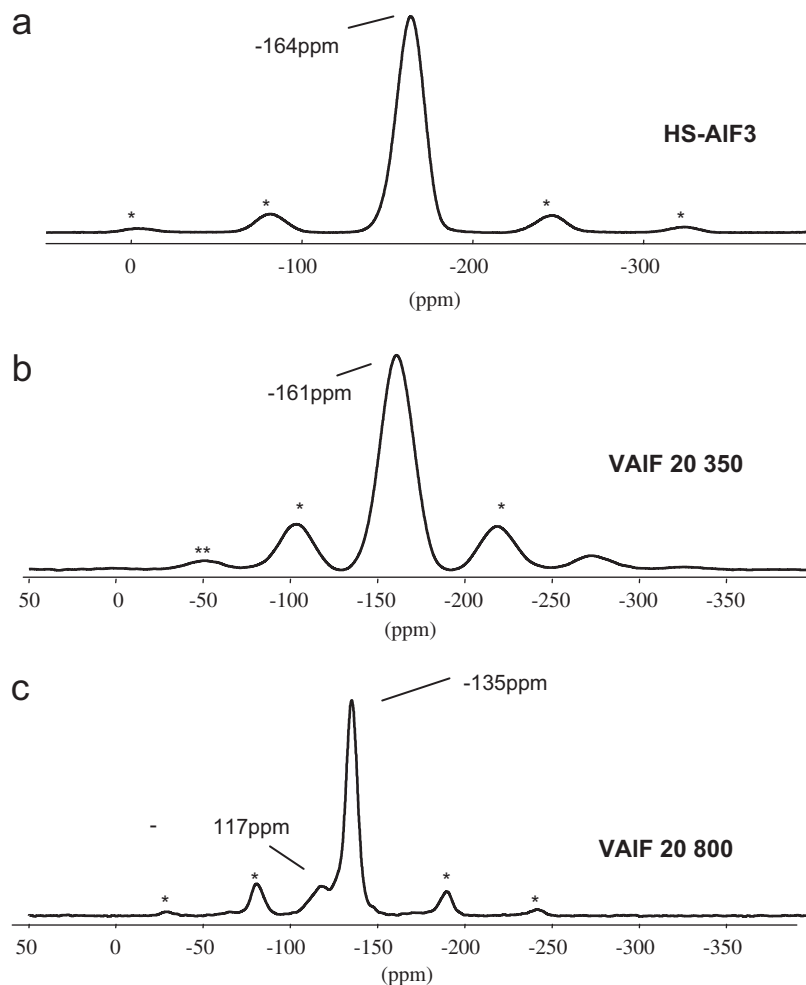 a
-164ppm
HS-AlF3
* * * *
0 -100 -200 -300
(ppm)
b
-161ppm
VAlF 20 350
** * *
50 0 -50 -100 -150 -200 -250 -300 -350
(ppm)
c
-135ppm
- 117ppm
VAlF 20 800
* * * *
50 0 -50 -100 -150 -200 -250 -300 -350
(ppm)